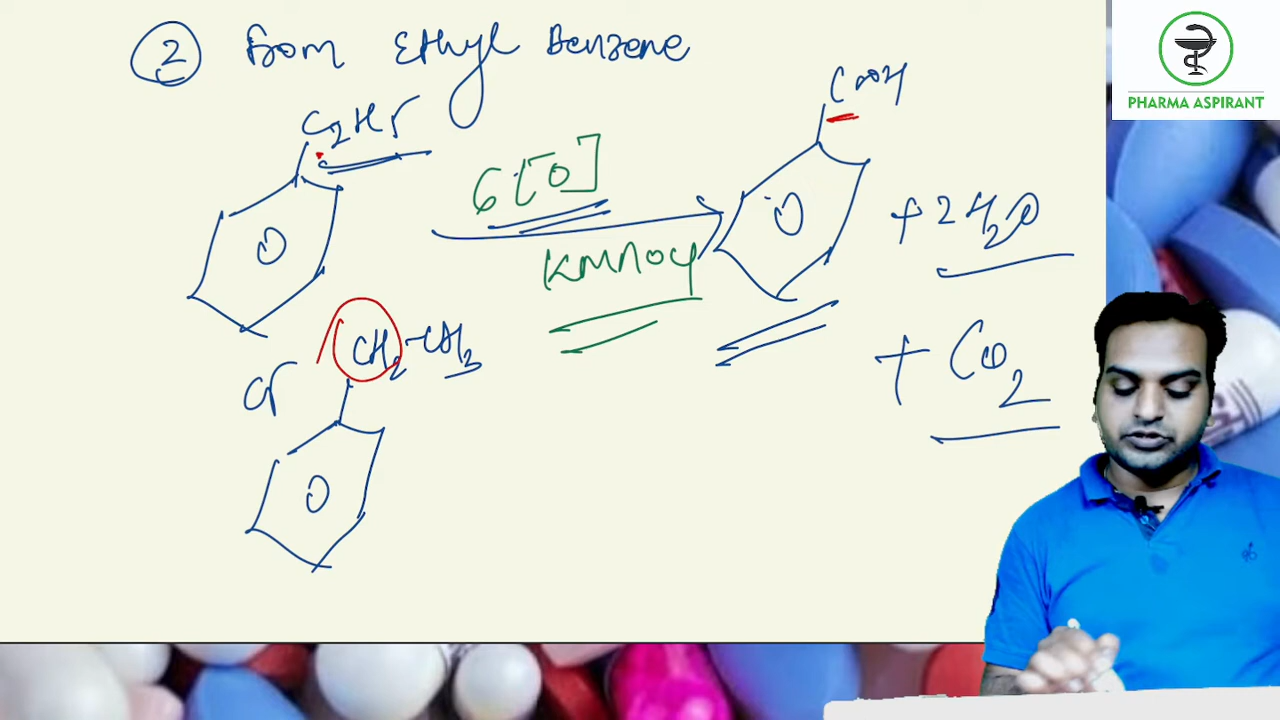 2 From Ethyl Benzene
PHARMA ASPIRANT
C2H5
6[O]
KMnO4
COOH
+ 2H2O
+ CO2
or
CH2-CH3